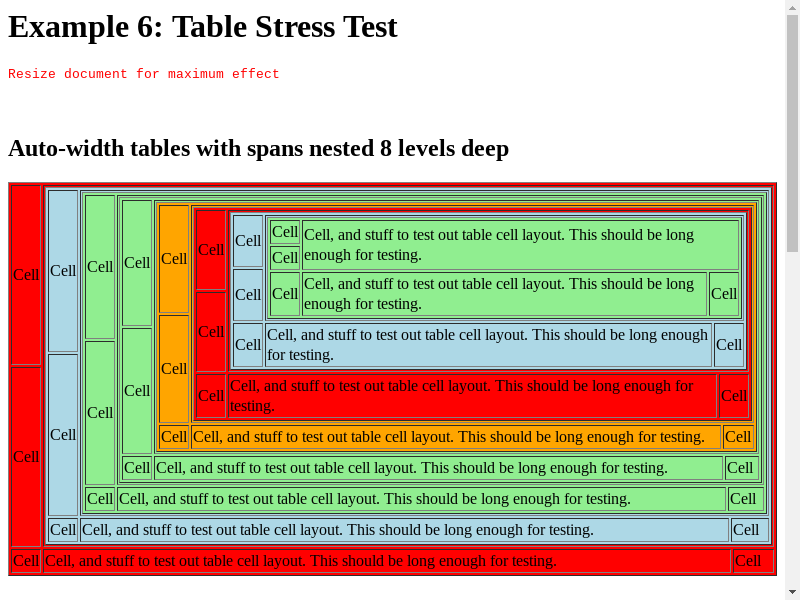 Example 6: Table Stress Test
Resize document for maximum effect
Auto-width tables with spans nested 8 levels deep
Cell
Cell
Cell
Cell
Cell
Cell
Cell
Cell
Cell, and stuff to test out table cell layout. This should be long
enough for testing.
Cell
Cell
Cell
Cell, and stuff to test out table cell layout. This should be long
enough for testing.
Cell
Cell
Cell
Cell, and stuff to test out table cell layout. This should be long enough
for testing.
Cell
Cell
Cell
Cell, and stuff to test out table cell layout. This should be long enough for
testing.
Cell
Cell
Cell
Cell
Cell
Cell, and stuff to test out table cell layout. This should be long enough for testing.
Cell
Cell
Cell
Cell, and stuff to test out table cell layout. This should be long enough for testing.
Cell
Cell
Cell, and stuff to test out table cell layout. This should be long enough for testing.
Cell
Cell
Cell, and stuff to test out table cell layout. This should be long enough for testing.
Cell
Cell
Cell, and stuff to test out table cell layout. This should be long enough for testing.
Cell